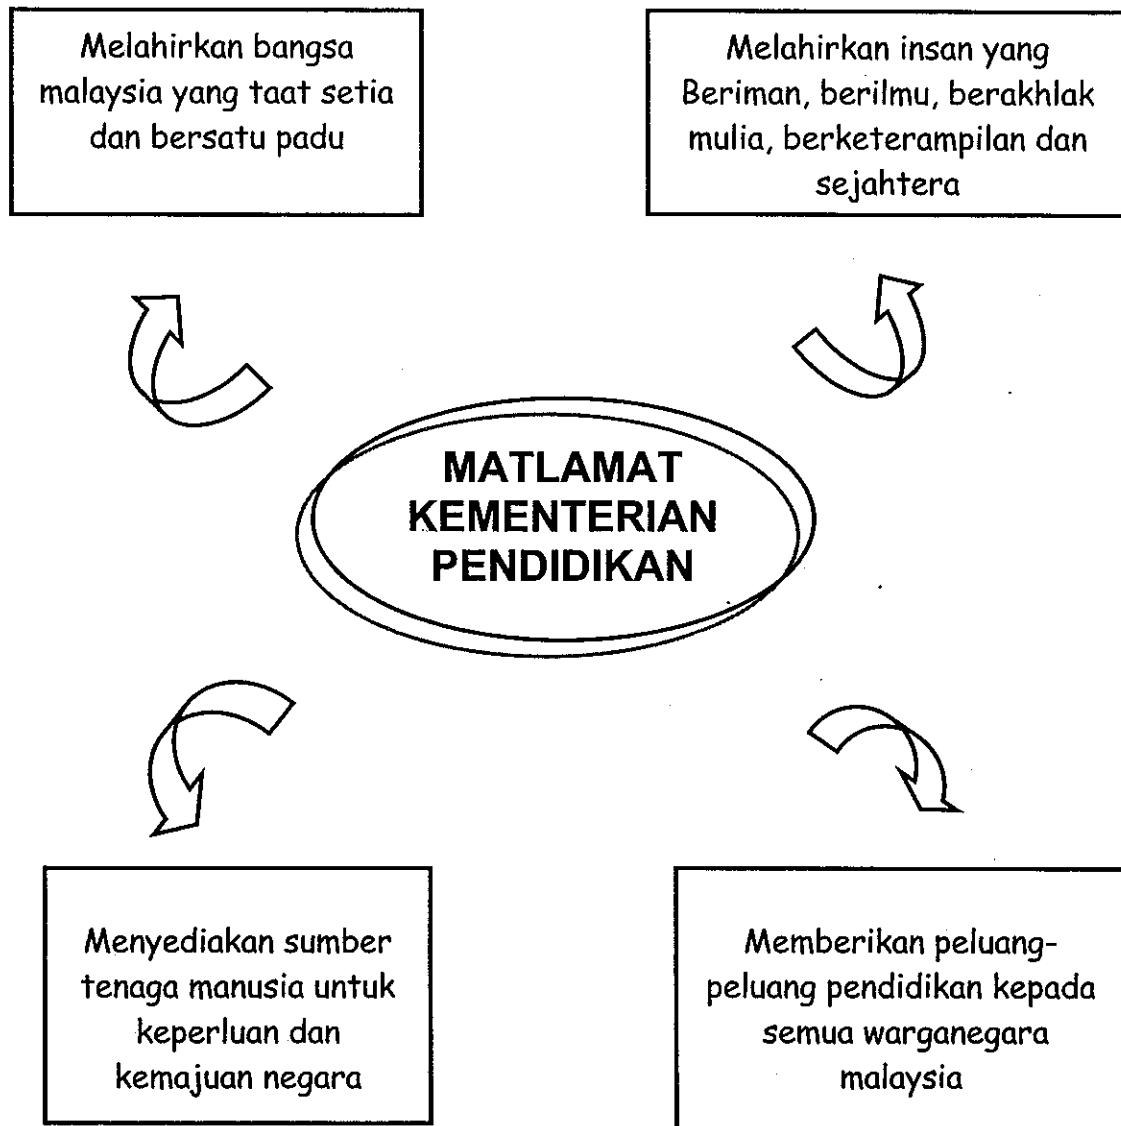 Melahirkan bangsa
malaysia yang taat setia
dan bersatu padu
Melahirkan insan yang
Beriman, berilmu, berakhlak
mulia, berketerampilan dan
sejahtera
MATLAMAT
KEMENTERIAN
PENDIDIKAN
Menyediakan sumber
tenaga manusia untuk
keperluan dan
kemajuan negara
Memberikan peluang-
peluang pendidikan kepada
semua warganegara
malaysia